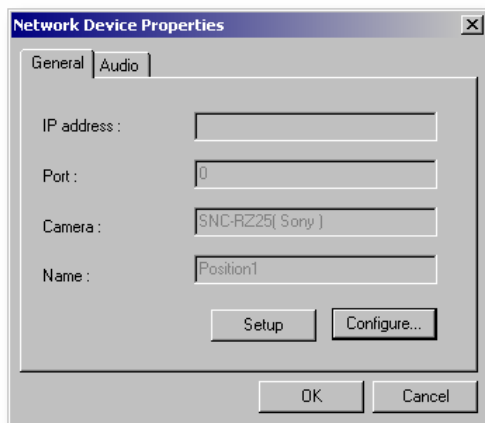 Network Device Properties
General Audio
IP address :
Port : 0
Camera : SNC-RZ25( Sony )
Name : Position1
Setup Configure...
OK Cancel